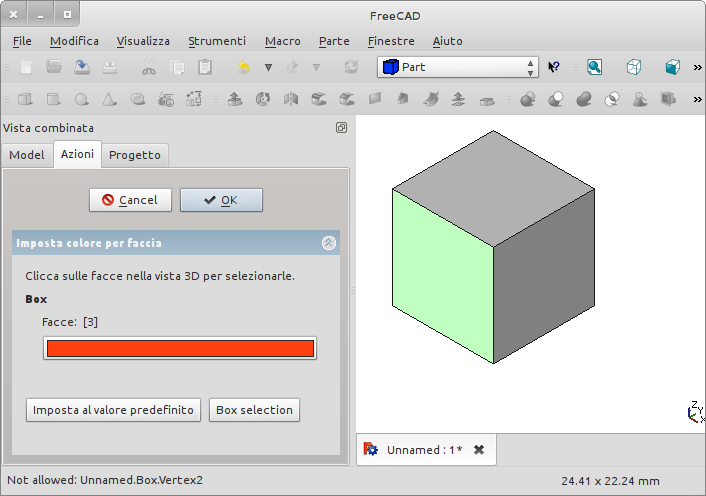 FreeCAD
File Modifica Visualizza Strumenti Macro Parte Finestre Aiuto
Part
Vista combinata
Model Azioni Progetto
Cancel OK
Imposta colore per faccia
Clicca sulle facce nella vista 3D per selezionarle.
Box
Facce: [3]
Imposta al valore predefinito Box selection
Z
Y
X
Unnamed : 1*
Not allowed: Unnamed.Box.Vertex2 24.41 x 22.24 mm